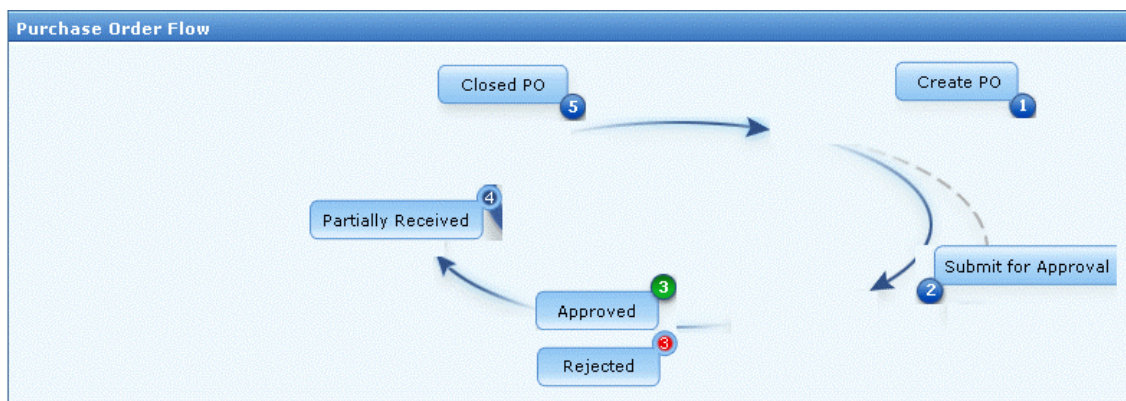 Purchase Order Flow
Closed PO
5
Create PO
1
4
Partially Received
Submit for Approval
2
3
Approved
3
Rejected